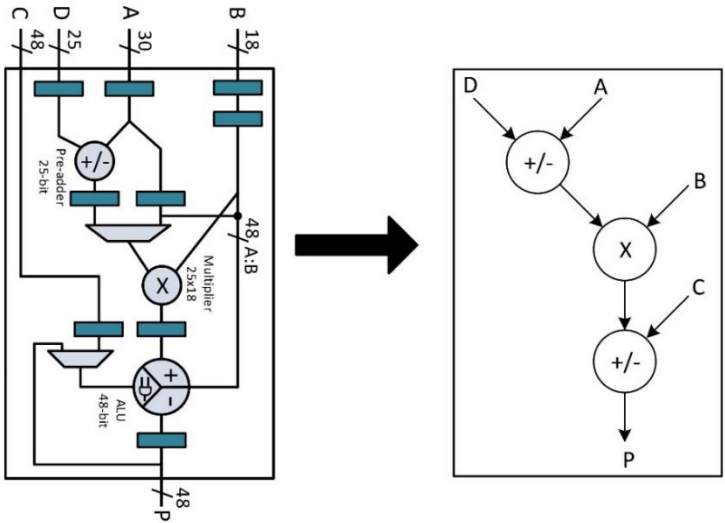 C D A B
48 25 30 18
+/-
Pre-adder
25-bit
48
A:B
X
Multiplier
25x18
+
-
ALU
48-bit
48
P
D A
+/-
B
X
C
+/-
P